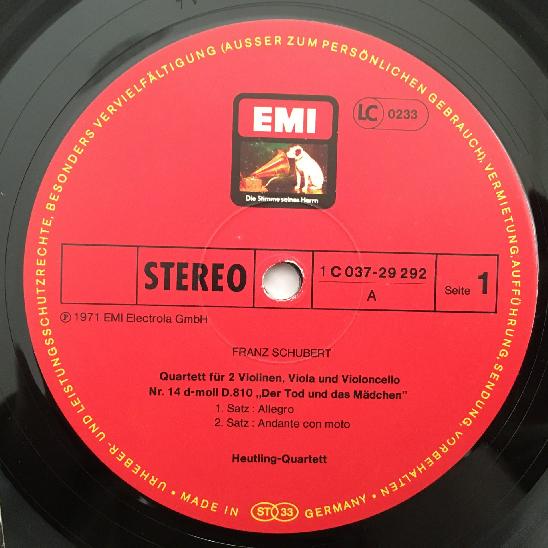 URHEBER- UND LEISTUNGSSCHUTZRECHTE, BESONDERS VERVIELFÄLTIGUNG (AUSSER ZUM PERSÖNLICHEN GEBRAUCH), VERMIETUNG, AUFFÜHRUNG, SENDUNG, VORBEHALTEN •
EMI
Die Stimme seines Herrn
LC 0233
STEREO
1 C 037-29 292
A
Seite 1
℗ 1971 EMI Electrola GmbH
FRANZ SCHUBERT
Quartett für 2 Violinen, Viola und Violoncello
Nr. 14 d-moll D.810 „Der Tod und das Mädchen"
1. Satz : Allegro
2. Satz : Andante con moto
Heutling-Quartett
• MADE IN ST 33 GERMANY •